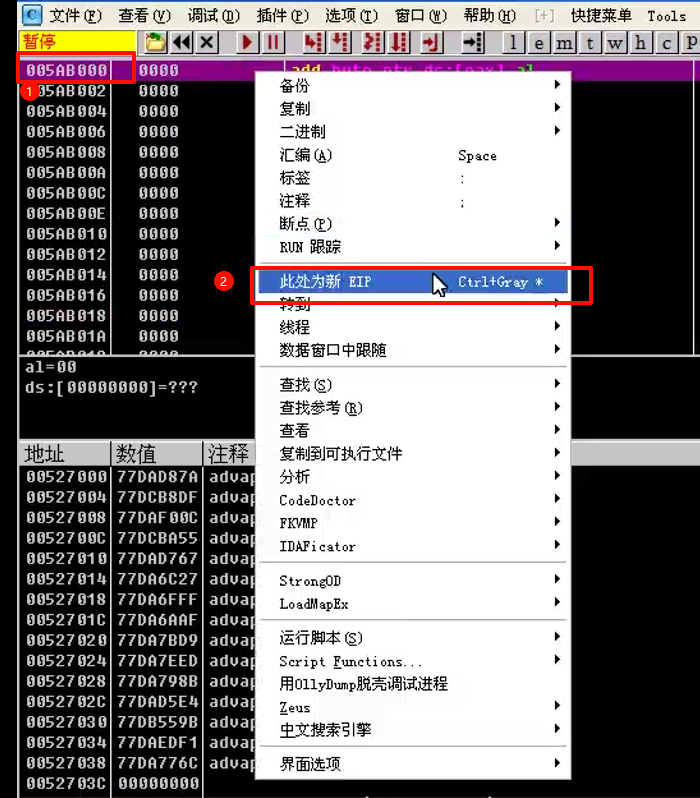 文件(F) 查看(V) 调试(D) 插件(P) 选项(T) 窗口(W) 帮助(H) [+] 快捷菜单 Tools
暂停 l e m t w h c P
005AB000 0000 add byte ptr ds:[eax],al
1
005AB002 0000
005AB004 0000
005AB006 0000
005AB008 0000
005AB00A 0000
005AB00C 0000
005AB00E 0000
005AB010 0000
005AB012 0000
005AB014 0000
005AB016 0000
005AB018 0000
005AB01A 0000
al=00
ds:[00000000]=???
地址 数值 注释
00527000 77DAD87A advap
00527004 77DCB8DF advap
00527008 77DAF00C advap
0052700C 77DCBA55 advap
00527010 77DAD767 advap
00527014 77DA6C27 advap
00527018 77DA6FFF advap
0052701C 77DA6AAF advap
00527020 77DA7BD9 advap
00527024 77DA7EED advap
00527028 77DA798B advap
0052702C 77DAD5E4 advap
00527030 77DB559B advap
00527034 77DAEDF1 advap
00527038 77DA776C advap
0052703C 00000000
备份
复制
二进制
汇编(A) Space
标签 :
注释 ;
断点(P)
RUN 跟踪
2
此处为新 EIP Ctrl+Gray *
转到
线程
数据窗口中跟随
查找(S)
查找参考(R)
查看
复制到可执行文件
分析
CodeDoctor
FKVMP
IDAFicator
StrongOD
LoadMapEx
运行脚本(S)
Script Functions...
用OllyDump脱壳调试进程
Zeus
中文搜索引擎
界面选项